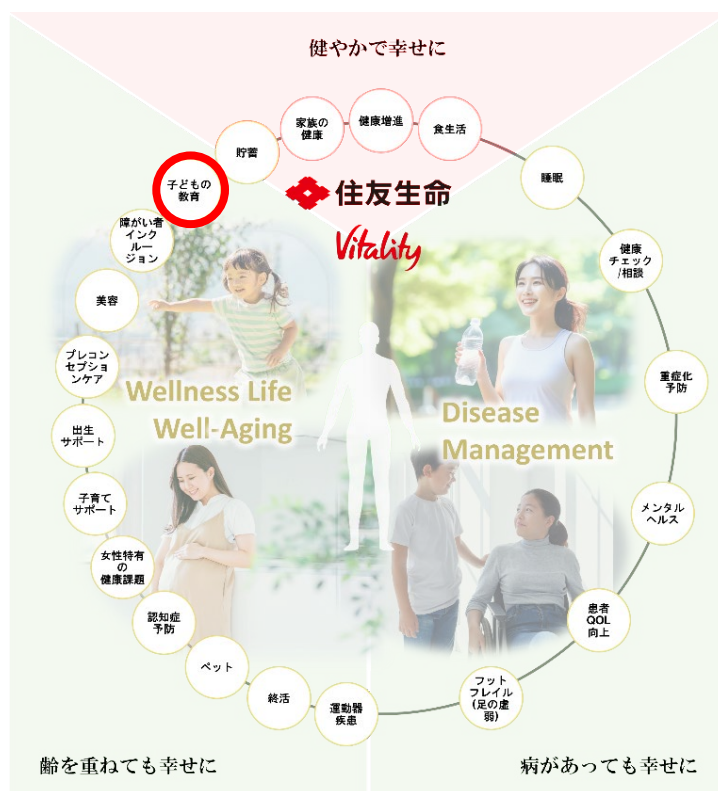 健やかで幸せに
健康増進
家族の
健康
食生活
貯蓄
睡眠
子どもの
教育
住友生命
Vitality
障がい者
インク
ルー
ジョン
健康
チェック
/相談
美容
プレコン
セプショ
ンケア
重症化
予防
Wellness Life
Well-Aging
Disease
Management
出生
サポート
子育て
サポート
メンタル
ヘルス
女性特有
の
健康課題
認知症
予防
患者
QOL
向上
ペット
終活
運動器
疾患
フット
フレイル
(足の虚
弱)
齢を重ねても幸せに
病があっても幸せに